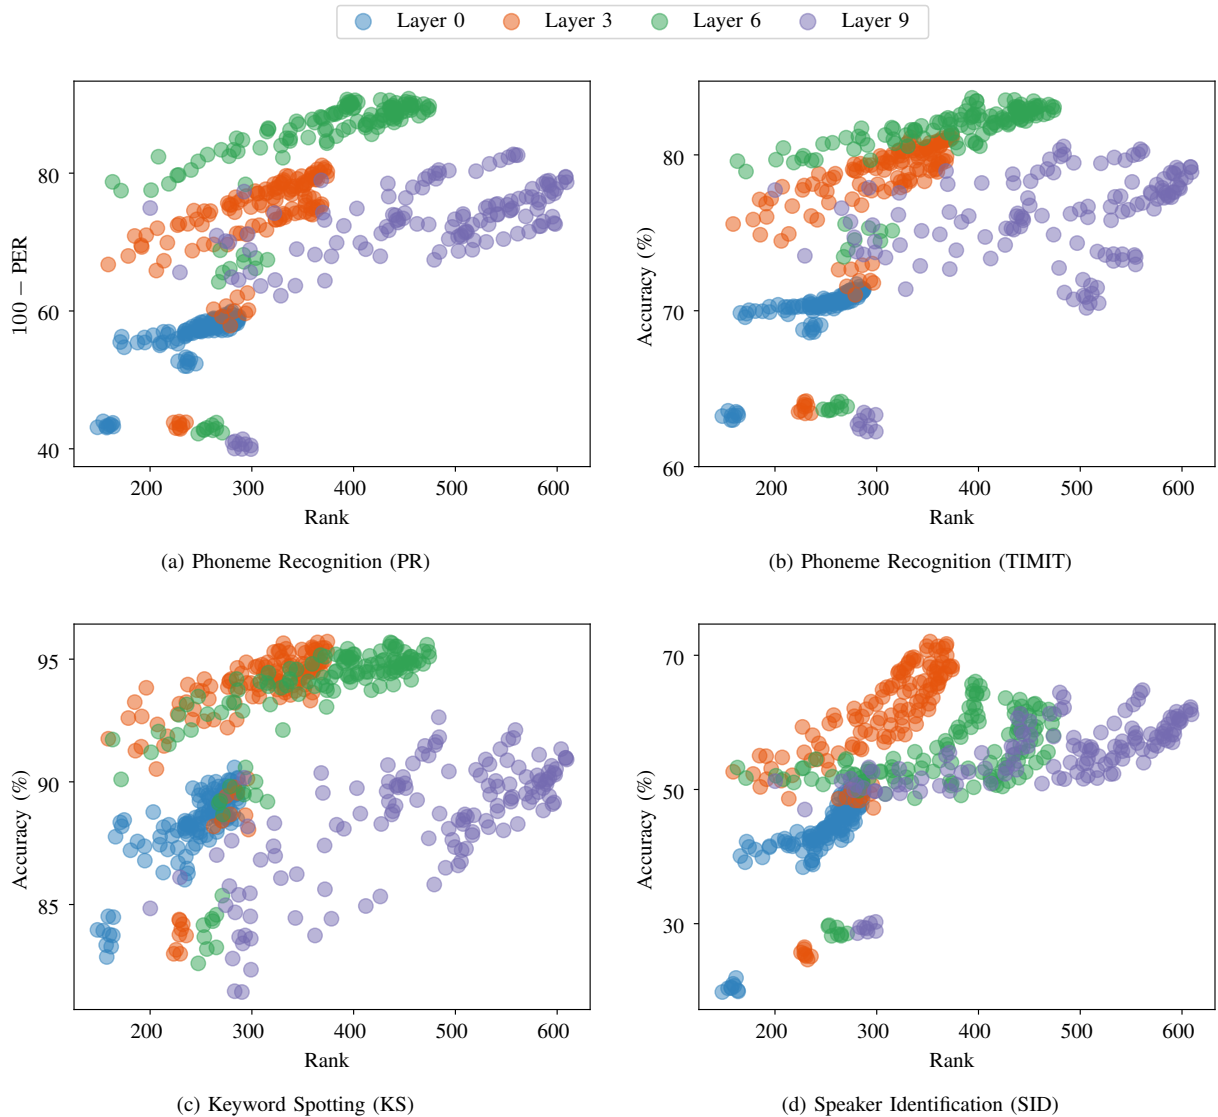 Layer 0 Layer 3 Layer 6 Layer 9
80
60
40
100 − PER
200 300 400 500 600
Rank
(a) Phoneme Recognition (PR)
80
70
60
Accuracy (%)
200 300 400 500 600
Rank
(b) Phoneme Recognition (TIMIT)
95
90
85
Accuracy (%)
200 300 400 500 600
Rank
(c) Keyword Spotting (KS)
70
50
30
Accuracy (%)
200 300 400 500 600
Rank
(d) Speaker Identification (SID)